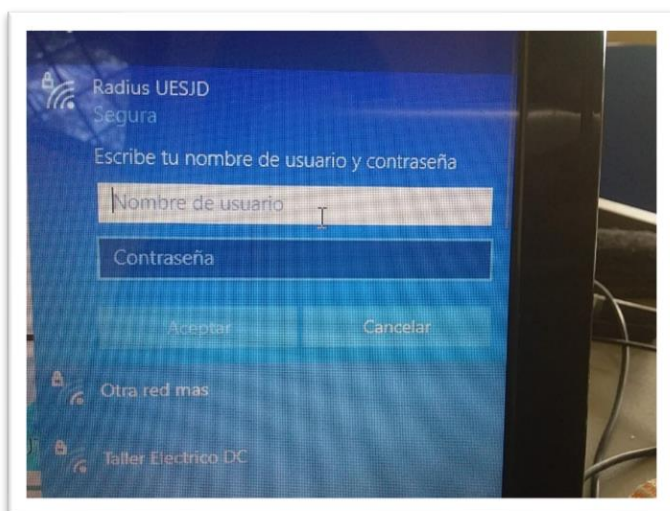 Radius UESJD
Segura
Escribe tu nombre de usuario y contraseña
Nombre de usuario
Contraseña
Aceptar
Cancelar
Otra red mas
Taller Electrico DC